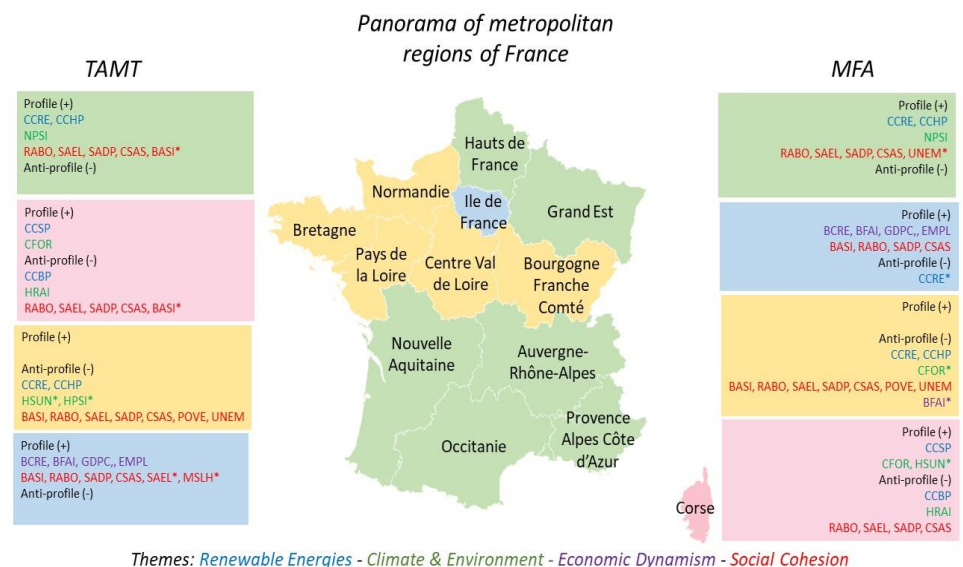 Panorama of metropolitan
regions of France
TAMT
Profile (+)
CCRE, CCHP
NPSI
RABO, SAEL, SADP, CSAS, BASI*
Anti-profile (-)
Profile (+)
CCSP
CFOR
Anti-profile (-)
CCBP
HRAI
RABO, SAEL, SADP, CSAS, BASI*
Profile (+)
Anti-profile (-)
CCRE, CCHP
HSUN*, HPSI*
BASI, RABO, SAEL, SADP, CSAS, POVE, UNEM
Profile (+)
BCRE, BFAI, GDPC,, EMPL
BASI, RABO, SADP, CSAS, SAEL*, MSLH*
Anti-profile (-)
Hauts de
France
Normandie
Ile de
France
Grand Est
Bretagne
Pays de
la Loire
Centre Val
de Loire
Bourgogne
Franche
Comté
Nouvelle
Aquitaine
Auvergne-
Rhône-Alpes
Occitanie
Provence
Alpes Côte
d'Azur
Corse
MFA
Profile (+)
CCRE, CCHP
NPSI
RABO, SAEL, SADP, CSAS, UNEM*
Anti-profile (-)
Profile (+)
BCRE, BFAI, GDPC,, EMPL
BASI, RABO, SADP, CSAS
Anti-profile (-)
CCRE*
Profile (+)
Anti-profile (-)
CCRE, CCHP
CFOR*
BASI, RABO, SAEL, SADP, CSAS, POVE, UNEM
BFAI*
Profile (+)
CCSP
CFOR, HSUN*
Anti-profile (-)
CCBP
HRAI
RABO, SAEL, SADP, CSAS
Themes: Renewable Energies - Climate & Environment - Economic Dynamism - Social Cohesion